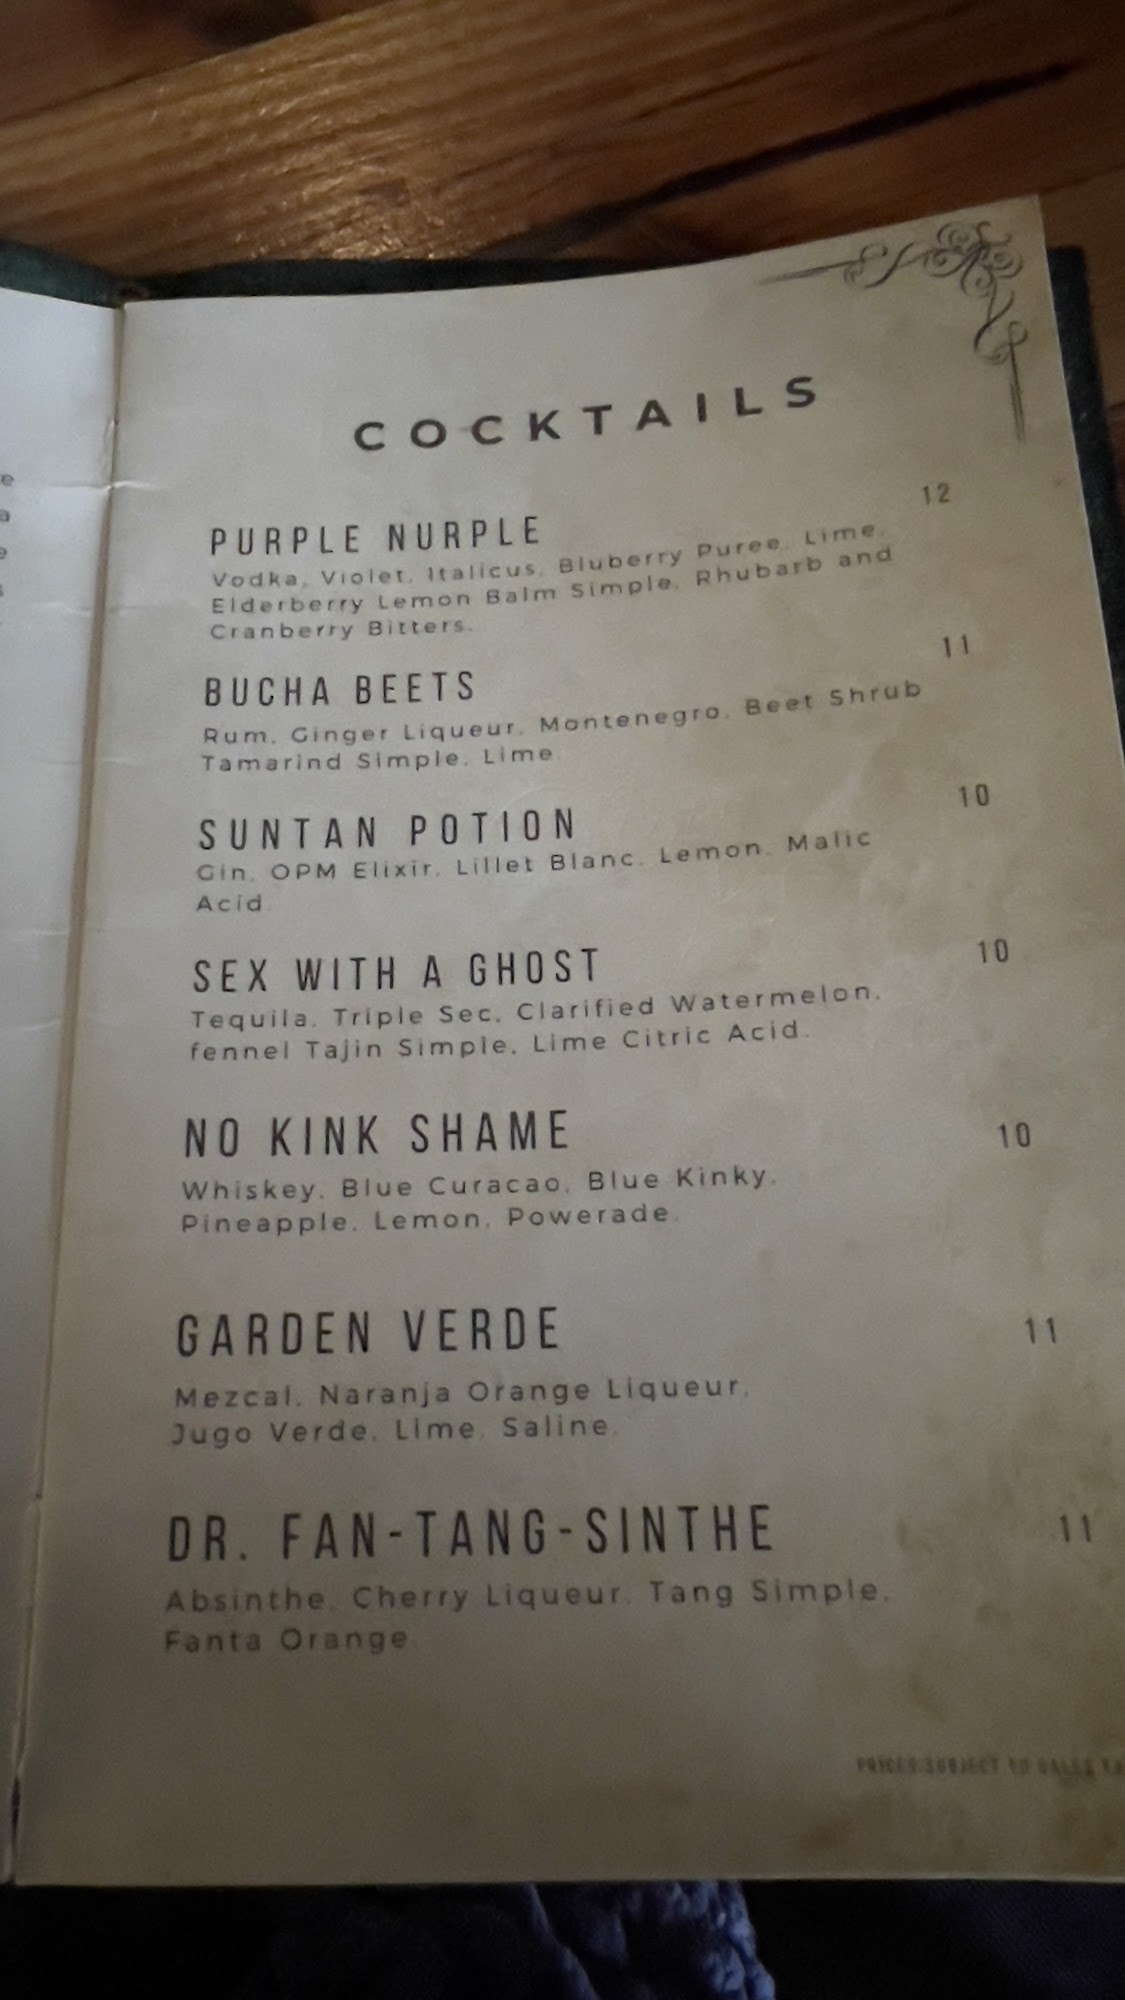 e
a
e
s
COCKTAILS
PURPLE NURPLE 12
Vodka, Violet, Italicus, Bluberry Puree, Lime,
Elderberry Lemon Balm Simple, Rhubarb and
Cranberry Bitters.
BUCHA BEETS 11
Rum, Ginger Liqueur, Montenegro, Beet Shrub
Tamarind Simple, Lime
SUNTAN POTION 10
Gin, OPM Elixir, Lillet Blanc, Lemon, Malic
Acid
SEX WITH A GHOST 10
Tequila, Triple Sec, Clarified Watermelon,
fennel Tajin Simple, Lime Citric Acid.
NO KINK SHAME 10
Whiskey, Blue Curacao, Blue Kinky,
Pineapple, Lemon, Powerade.
GARDEN VERDE 11
Mezcal, Naranja Orange Liqueur,
Jugo Verde, Lime, Saline.
DR. FAN-TANG-SINTHE 11
Absinthe, Cherry Liqueur, Tang Simple,
Fanta Orange
PRICES SUBJECT TO SALES